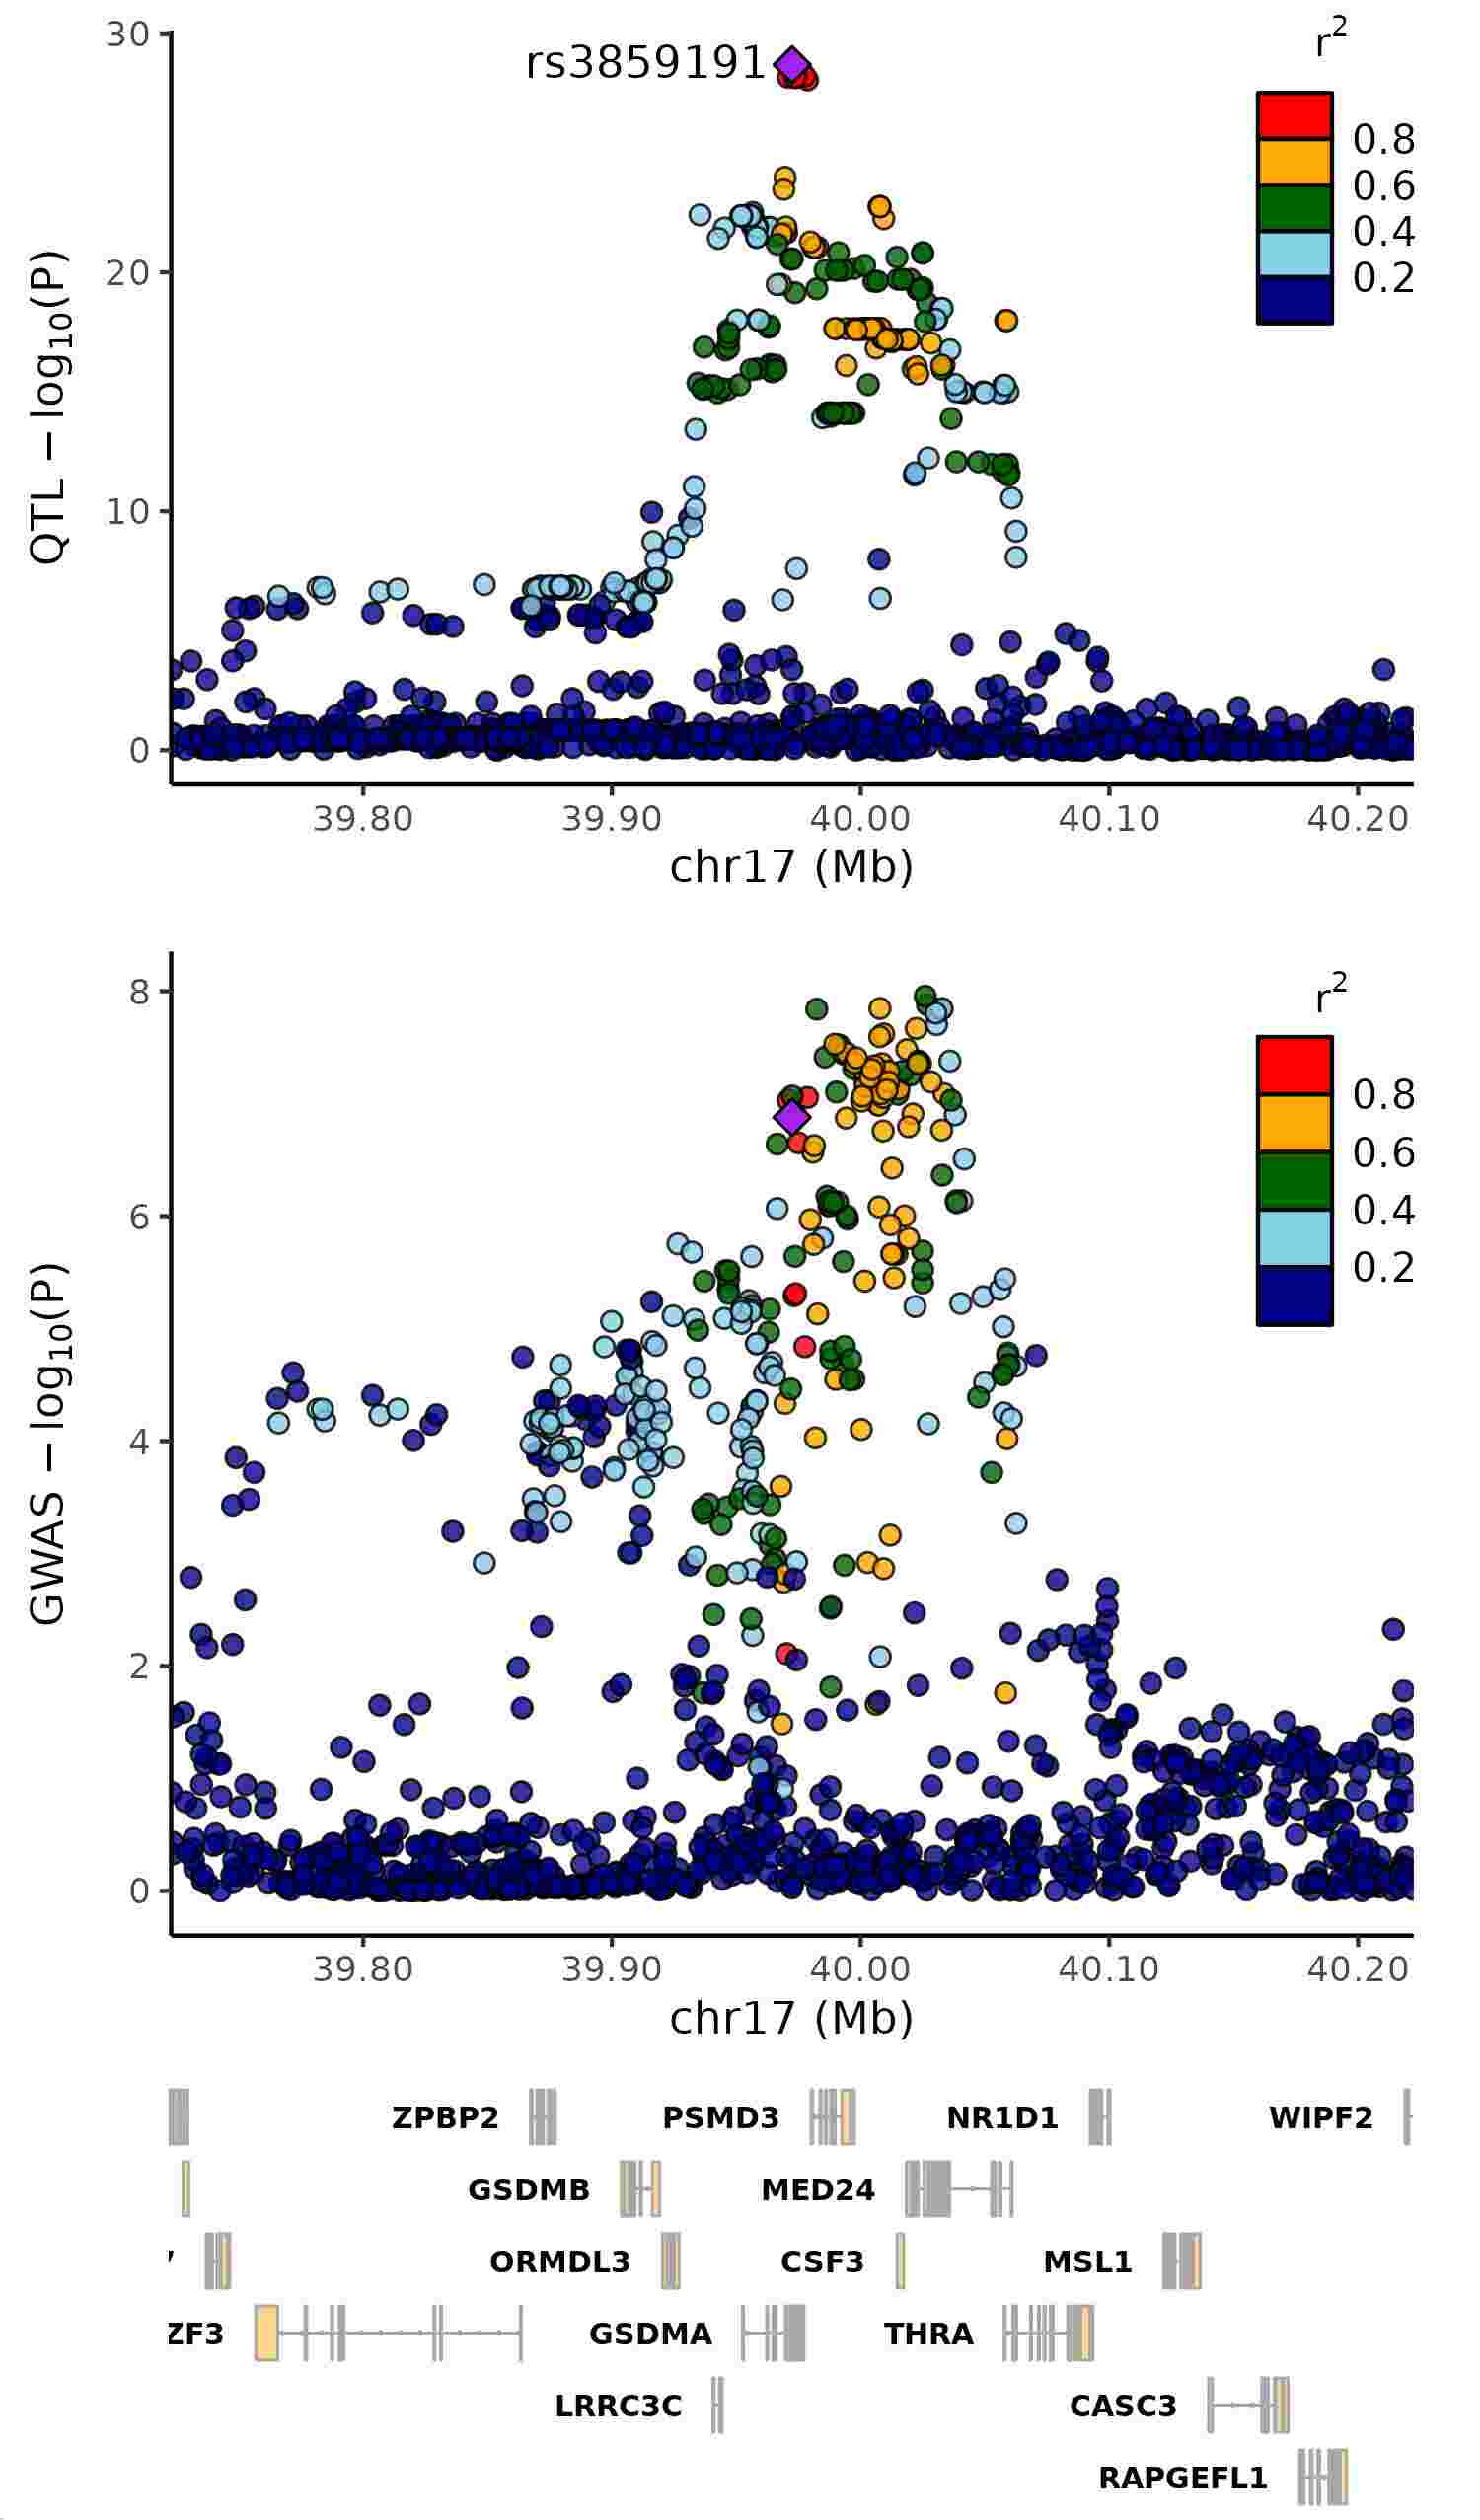 30
rs3859191
r2
0.8
0.6
0.4
0.2
20
10
0
QTL − log10(P)
39.80 39.90 40.00 40.10 40.20
chr17 (Mb)
8
r2
0.8
0.6
0.4
0.2
6
4
2
0
GWAS − log10(P)
39.80 39.90 40.00 40.10 40.20
chr17 (Mb)
ZPBP2 PSMD3 NR1D1 WIPF2
GSDMB MED24
ORMDL3 CSF3 MSL1
ZF3 GSDMA THRA
LRRC3C CASC3
RAPGEFL1